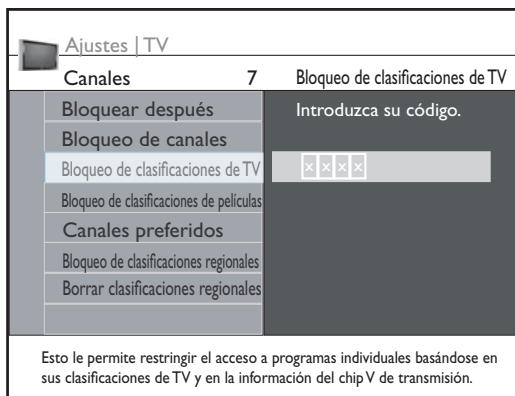 Ajustes | TV
Canales 7 Bloqueo de clasificaciones de TV
Bloquear después
Introduzca su código.
Bloqueo de canales
Bloqueo de clasificaciones de TV
x x x x
Bloqueo de clasificaciones de películas
Canales preferidos
Bloqueo de clasificaciones regionales
Borrar clasificaciones regionales
Esto le permite restringir el acceso a programas individuales basándose en
sus clasificaciones de TV y en la información del chip V de transmisión.